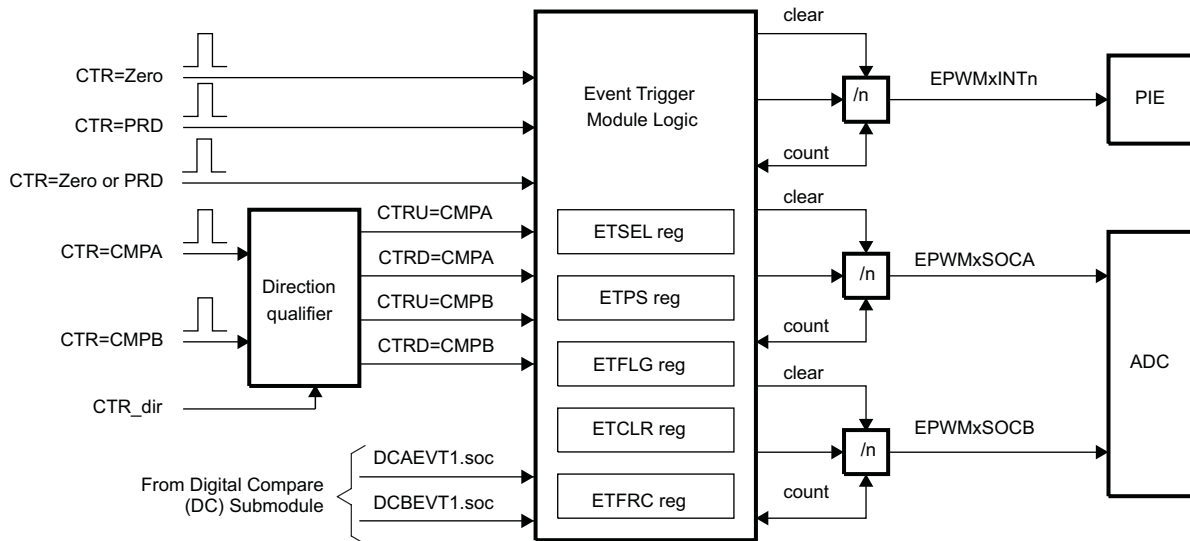 CTR=Zero
CTR=PRD
CTR=Zero or PRD
CTR=CMPA
CTR=CMPB
CTR_dir
Direction
qualifier
CTRU=CMPA
CTRD=CMPA
CTRU=CMPB
CTRD=CMPB
From Digital Compare
(DC) Submodule
DCAEVT1.soc
DCBEVT1.soc
Event Trigger
Module Logic
ETSEL reg
ETPS reg
ETFLG reg
ETCLR reg
ETFRC reg
clear
/n
count
EPWMxINTn
PIE
clear
/n
count
EPWMxSOCA
clear
/n
count
EPWMxSOCB
ADC